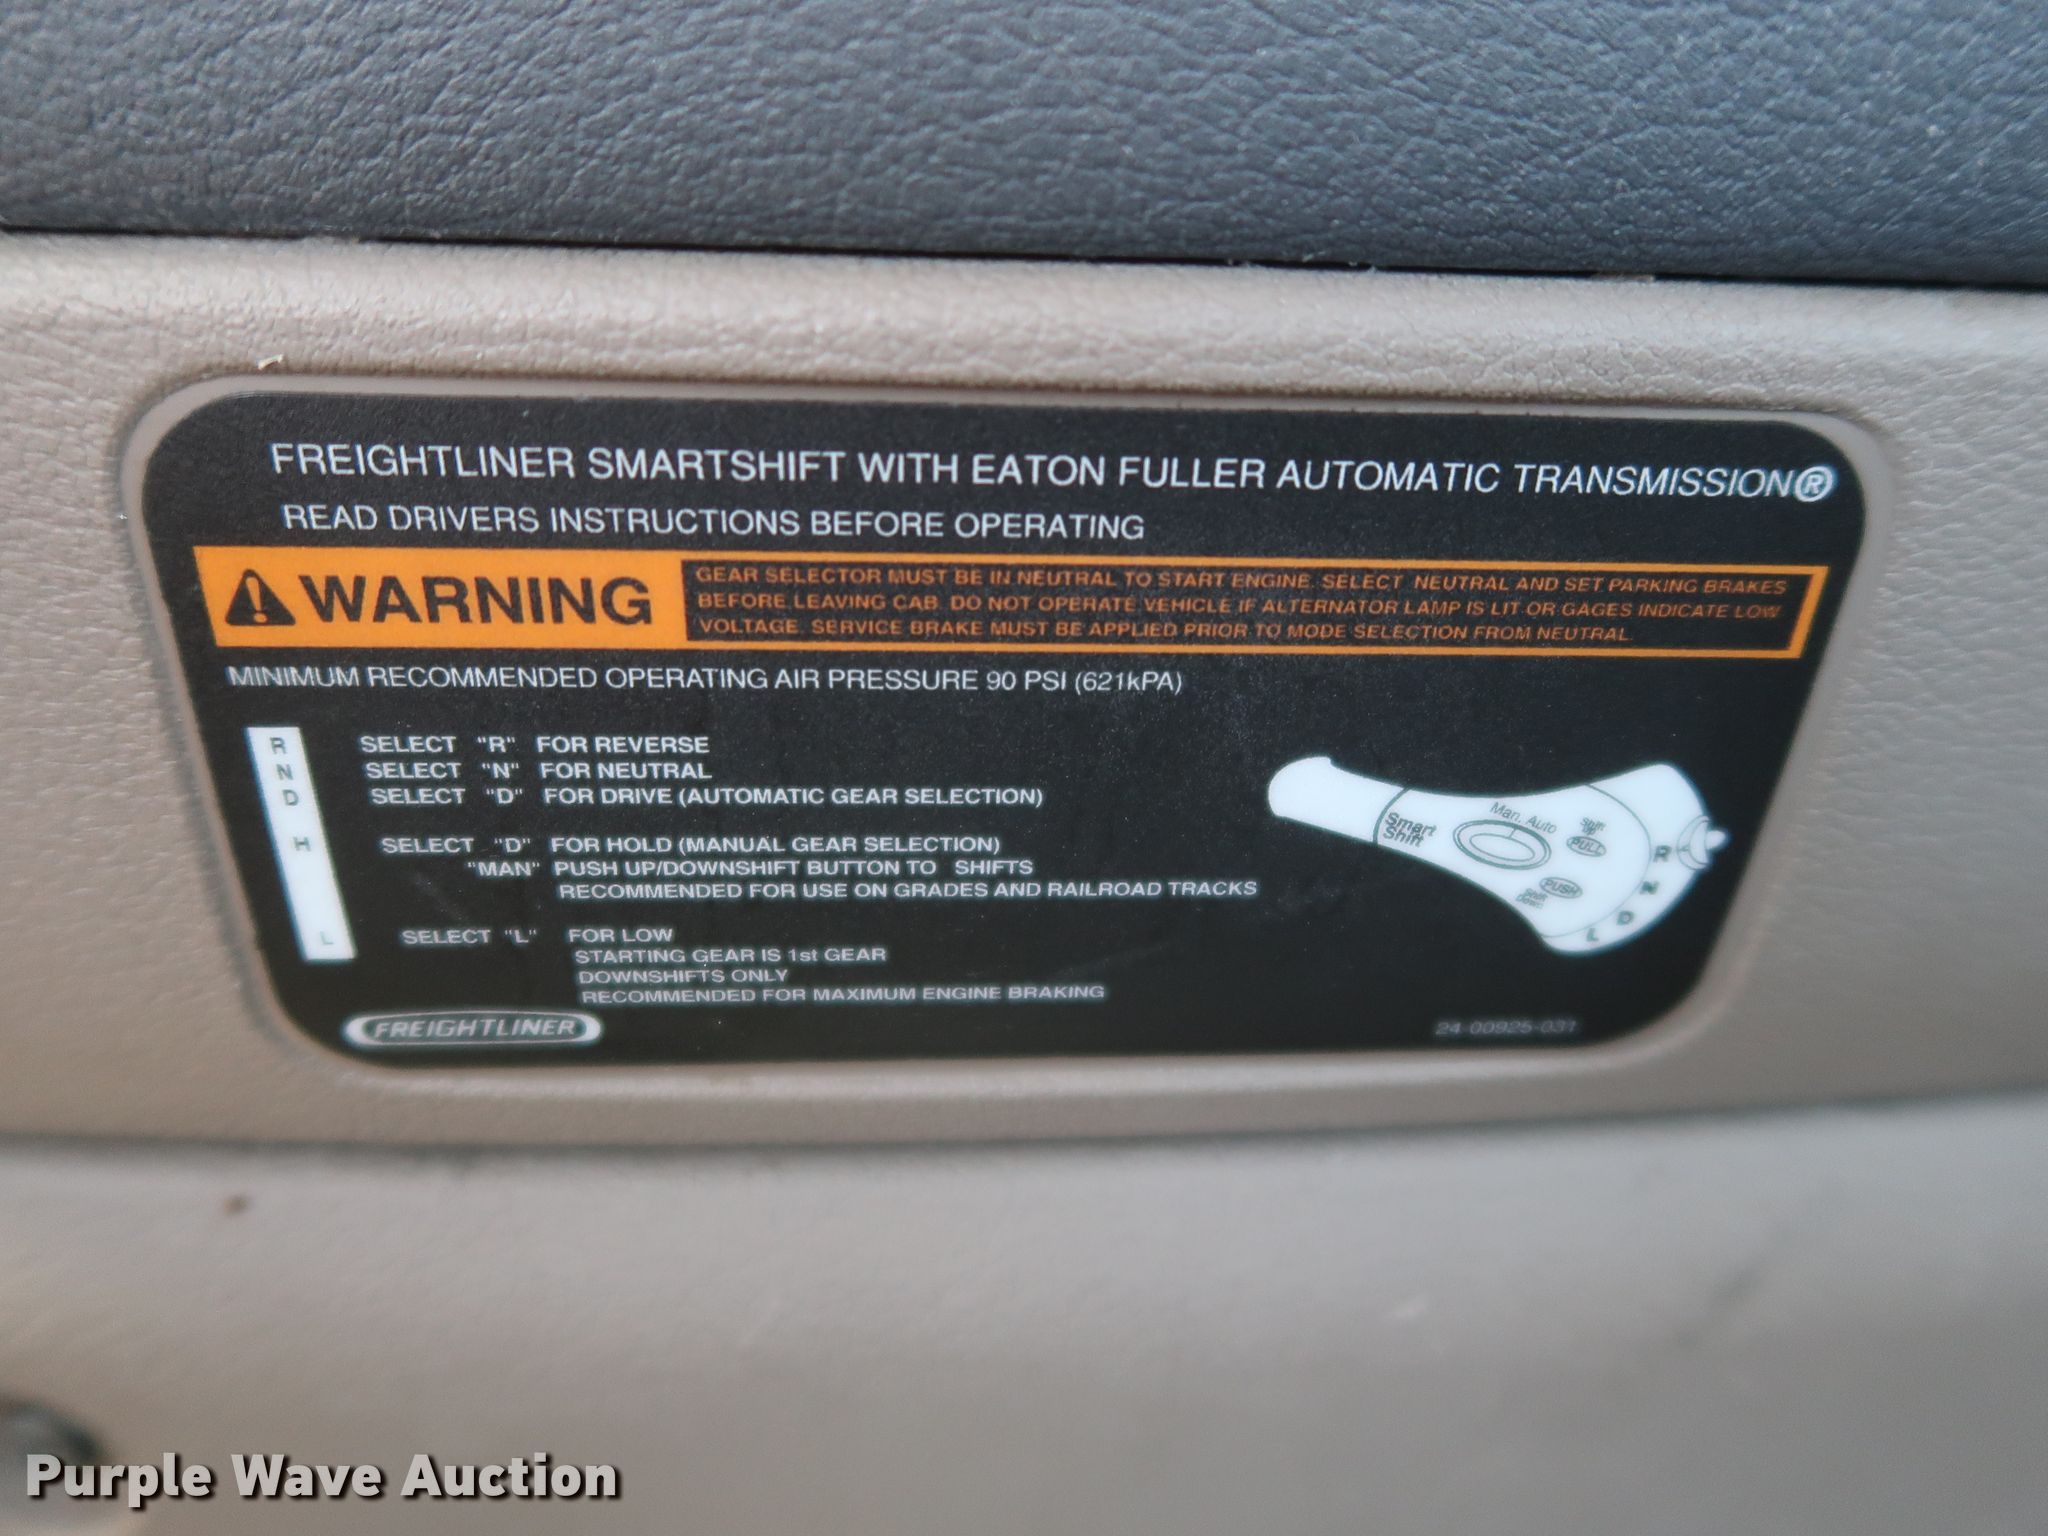 FREIGHTLINER SMARTSHIFT WITH EATON FULLER AUTOMATIC TRANSMISSION®
READ DRIVERS INSTRUCTIONS BEFORE OPERATING
WARNING
GEAR SELECTOR MUST BE IN NEUTRAL TO START ENGINE. SELECT NEUTRAL AND SET PARKING BRAKES
BEFORE LEAVING CAB. DO NOT OPERATE VEHICLE IF ALTERNATOR LAMP IS LIT OR GAGES INDICATE LOW
VOLTAGE. SERVICE BRAKE MUST BE APPLIED PRIOR TO MODE SELECTION FROM NEUTRAL.
MINIMUM RECOMMENDED OPERATING AIR PRESSURE 90 PSI (621kPA)
R SELECT "R" FOR REVERSE
N SELECT "N" FOR NEUTRAL
D SELECT "D" FOR DRIVE (AUTOMATIC GEAR SELECTION)
H SELECT "D" FOR HOLD (MANUAL GEAR SELECTION)
"MAN" PUSH UP/DOWNSHIFT BUTTON TO SHIFTS
RECOMMENDED FOR USE ON GRADES AND RAILROAD TRACKS
L SELECT "L" FOR LOW
STARTING GEAR IS 1st GEAR
DOWNSHIFTS ONLY
RECOMMENDED FOR MAXIMUM ENGINE BRAKING
Smart
Shift
Man. Auto
Shift
Up
PULL
PUSH
Shift
Down
R
N
D
L
FREIGHTLINER
24-00925-031
Purple Wave Auction